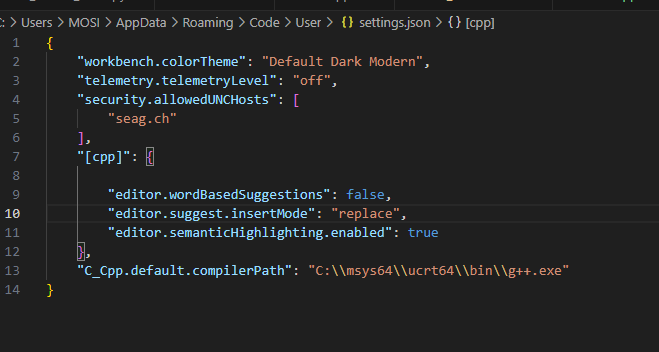 C: > Users > MOSI > AppData > Roaming > Code > User > {} settings.json > {} [cpp]
1 {
2 "workbench.colorTheme": "Default Dark Modern",
3 "telemetry.telemetryLevel": "off",
4 "security.allowedUNCHosts": [
5 "seag.ch"
6 ],
7 "[cpp]": {
8
9 "editor.wordBasedSuggestions": false,
10 "editor.suggest.insertMode": "replace",
11 "editor.semanticHighlighting.enabled": true
12 },
13 "C_Cpp.default.compilerPath": "C:\\msys64\\ucrt64\\bin\\g++.exe"
14 }